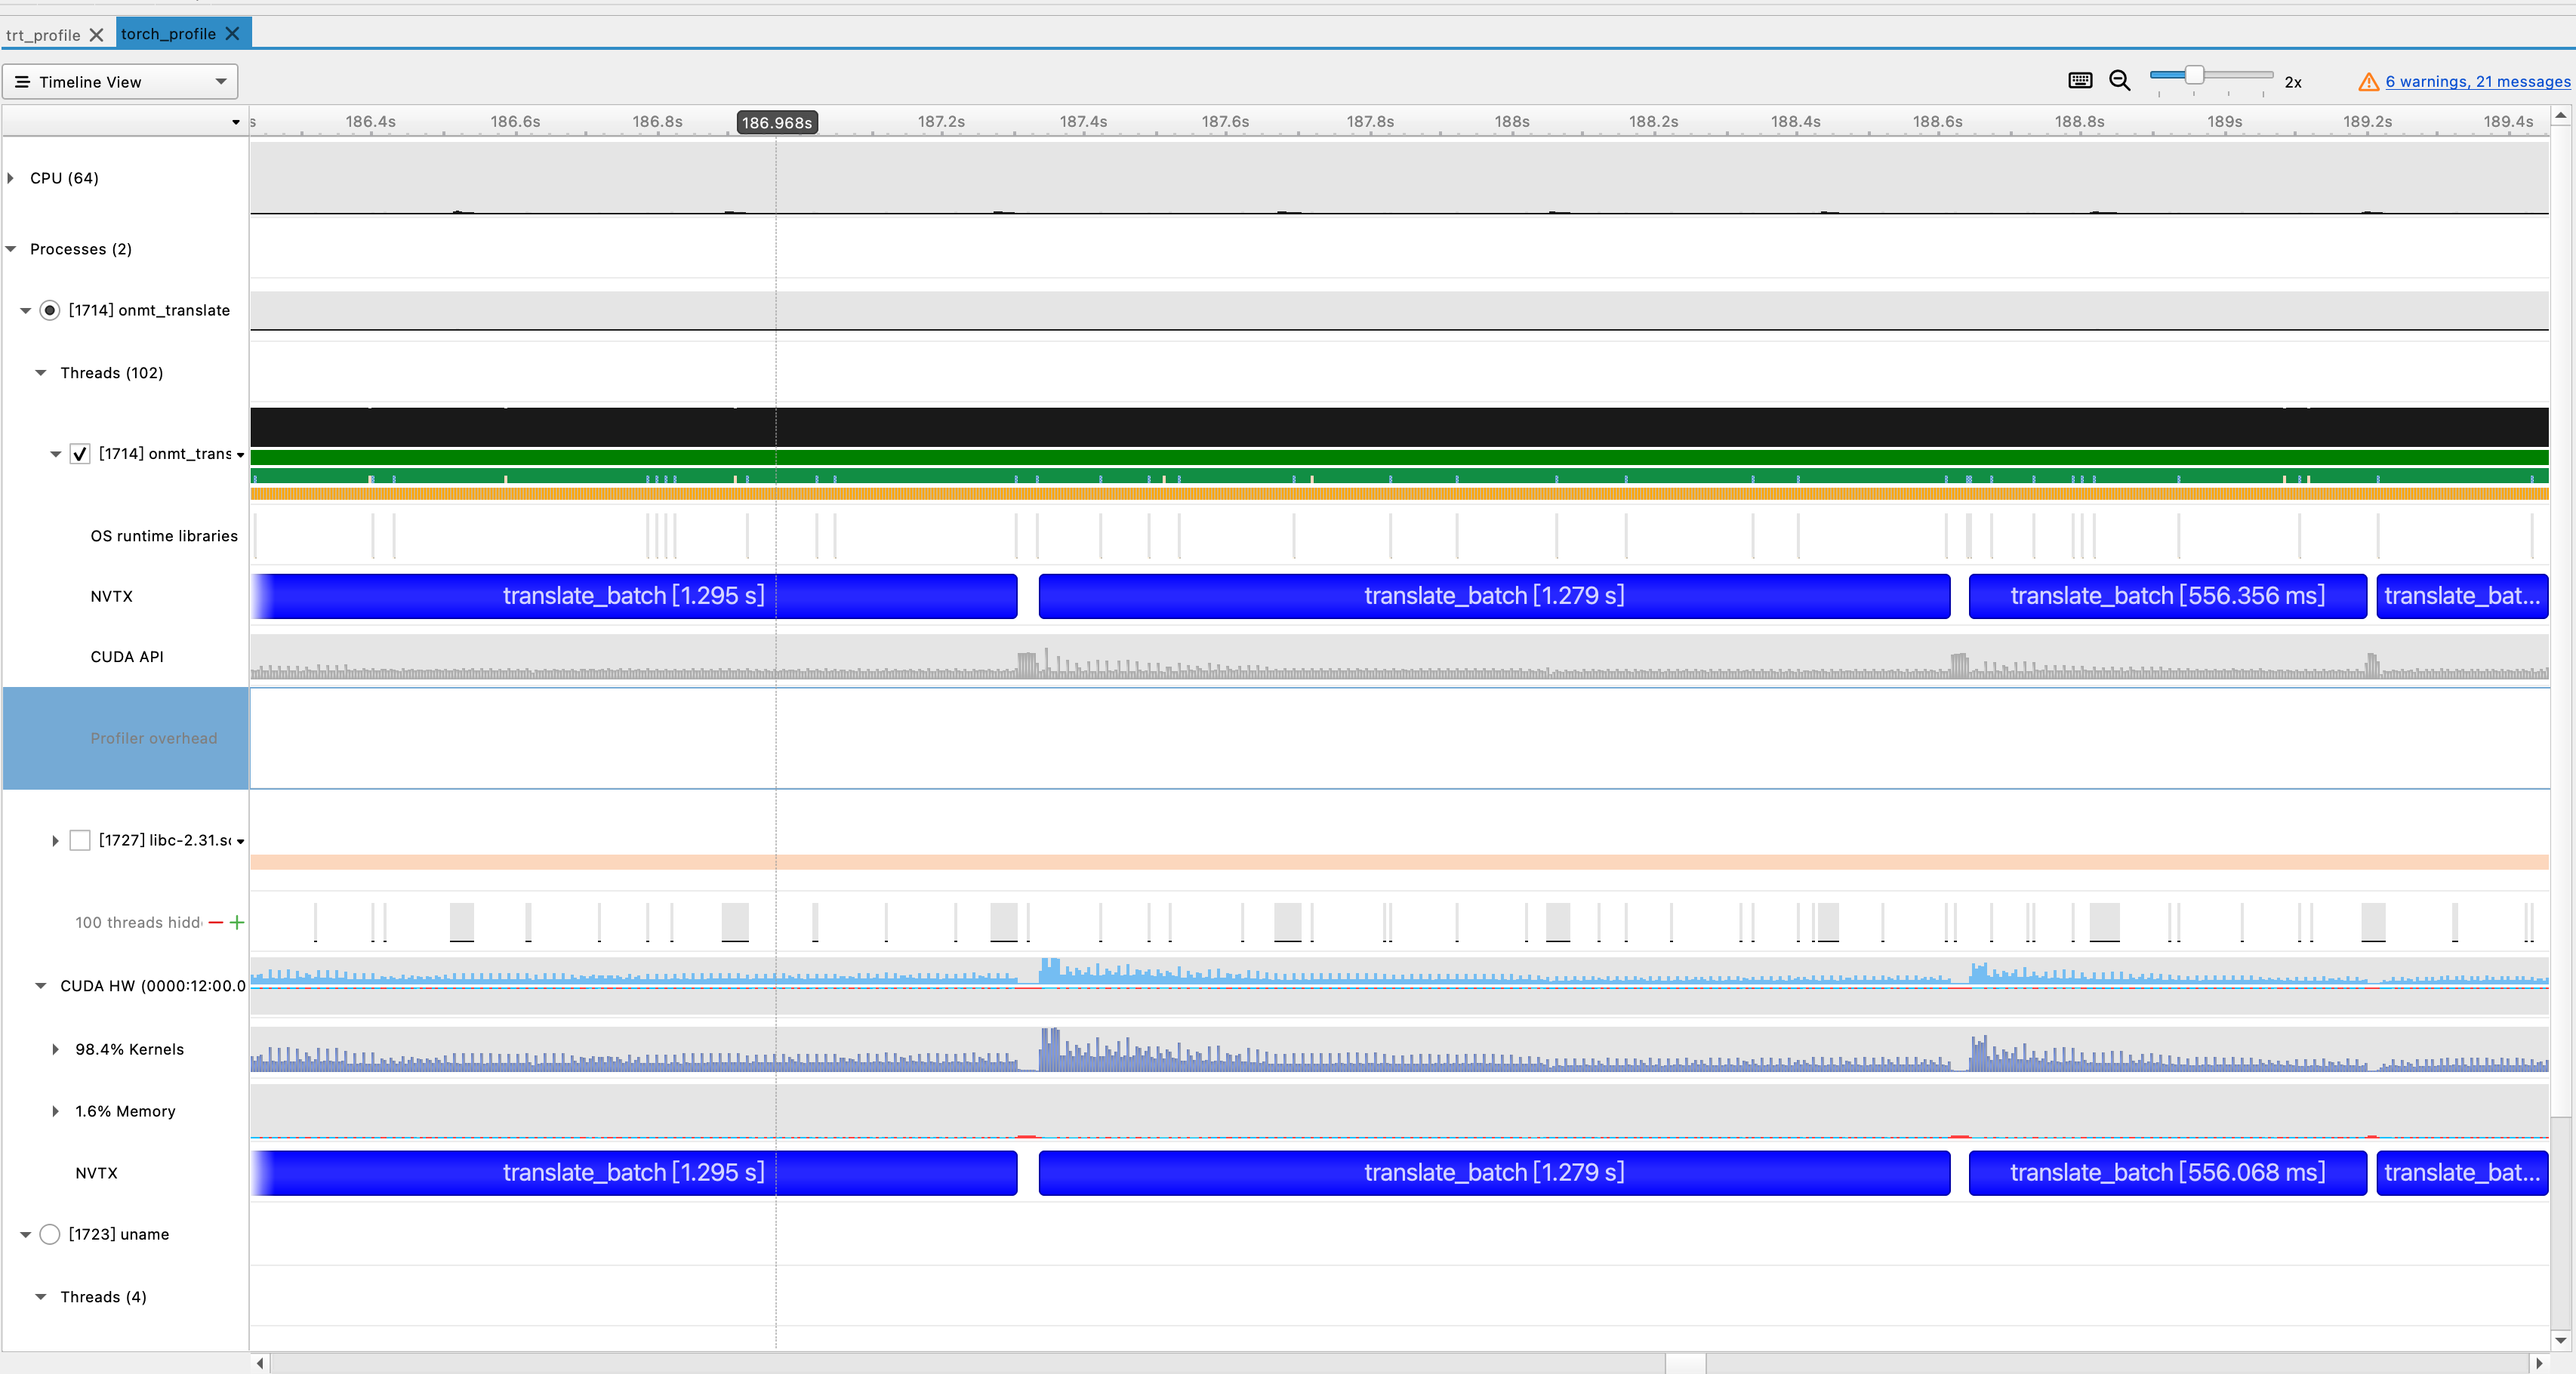 trt_profile
torch_profile
Timeline View
2x
6 warnings, 21 messages
s 186.4s 186.6s 186.8s 186.968s 187.2s 187.4s 187.6s 187.8s 188s 188.2s 188.4s 188.6s 188.8s 189s 189.2s 189.4s
CPU (64)
Processes (2)
[1714] onmt_translate
Threads (102)
[1714] onmt_trans
OS runtime libraries
NVTX
translate_batch [1.295 s] translate_batch [1.279 s] translate_batch [556.356 ms] translate_bat...
CUDA API
Profiler overhead
[1727] libc-2.31.s
100 threads hidd
CUDA HW (0000:12:00.0
98.4% Kernels
1.6% Memory
NVTX
translate_batch [1.295 s] translate_batch [1.279 s] translate_batch [556.068 ms] translate_bat...
[1723] uname
Threads (4)